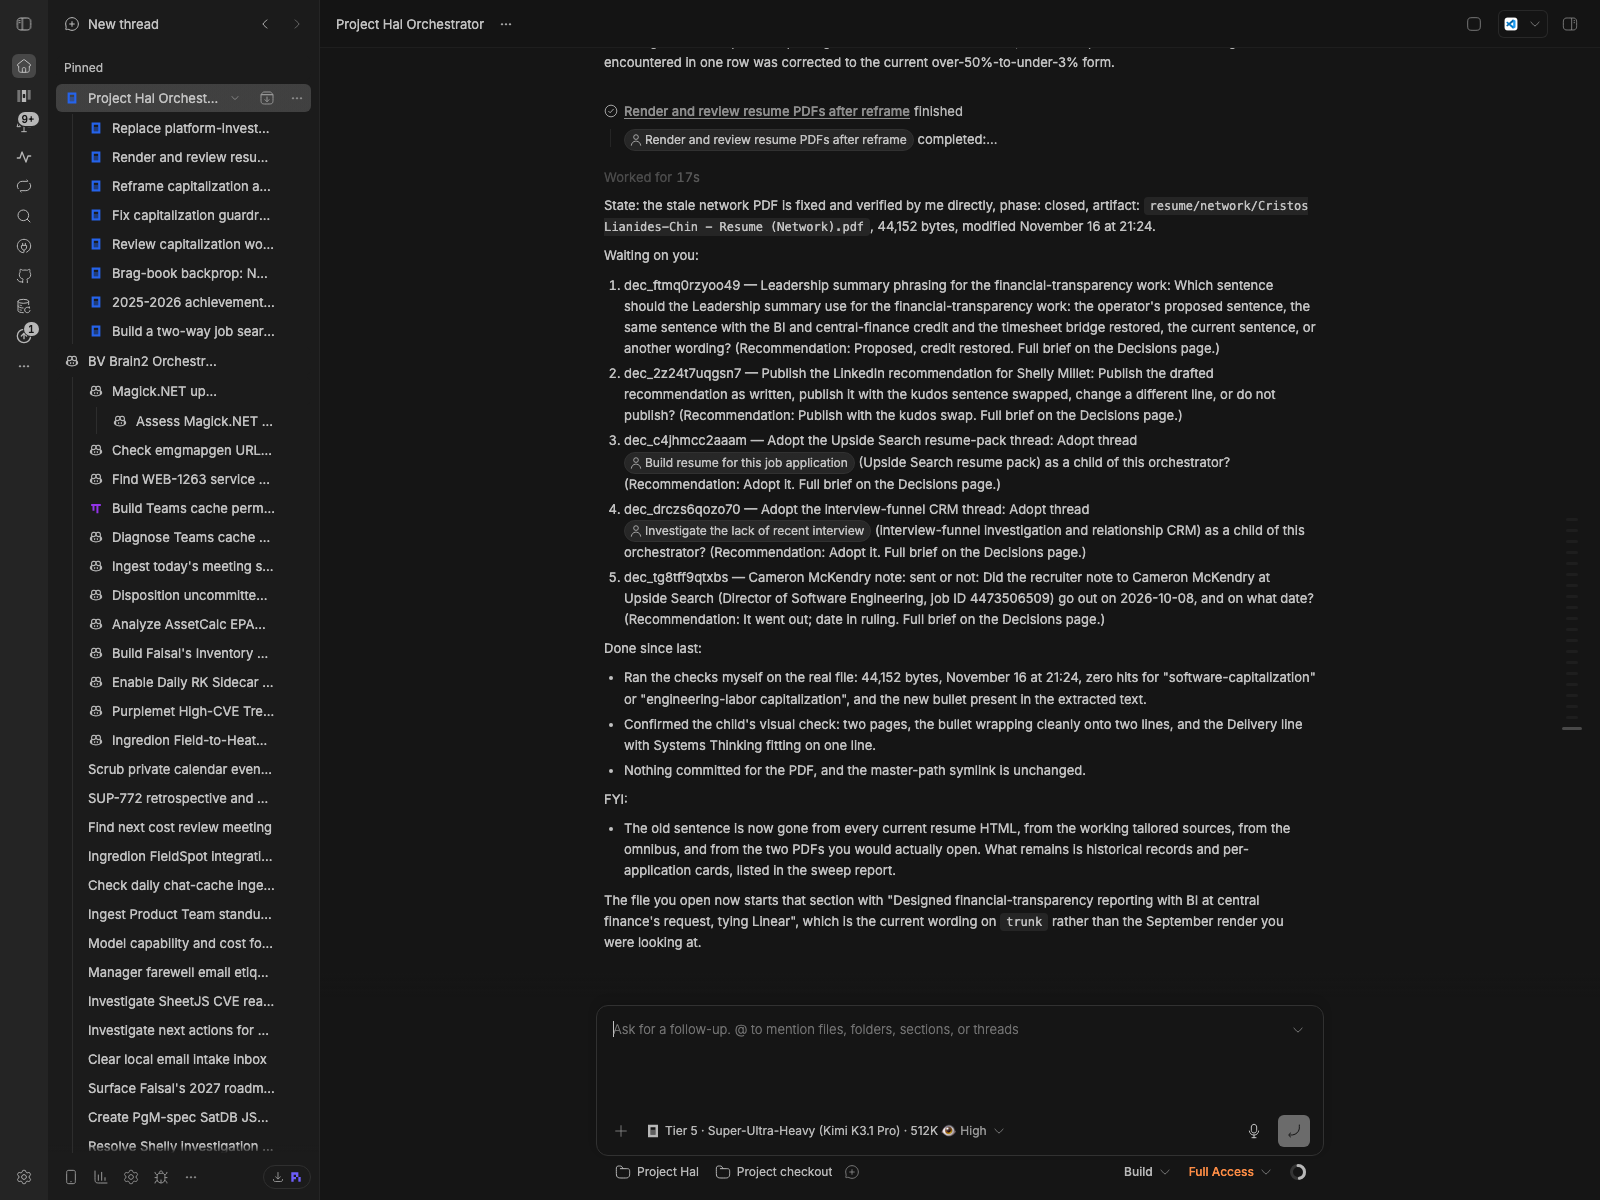 New thread
Pinned
Project Hal Orchest...
Replace platform-invest...
Render and review resu...
Reframe capitalization a...
Fix capitalization guardr...
Review capitalization wo...
Brag-book backprop: N...
2025-2026 achievement...
Build a two-way job sear...
BV Brain2 Orchestr...
Magick.NET up...
Assess Magick.NET ...
Check emgmapgen URL...
Find WEB-1263 service ...
Build Teams cache perm...
Diagnose Teams cache ...
Ingest today's meeting s...
Disposition uncommitte...
Analyze AssetCalc EPA...
Build Faisal's Inventory ...
Enable Daily RK Sidecar ...
Purplemet High-CVE Tre...
Ingredion Field-to-Heat...
Scrub private calendar even...
SUP-772 retrospective and ...
Find next cost review meeting
Ingredion FieldSpot integrati...
Check daily chat-cache inge...
Ingest Product Team standu...
Model capability and cost fo...
Manager farewell email etiq...
Investigate SheetJS CVE rea...
Investigate next actions for ...
Clear local email intake inbox
Surface Faisal's 2027 roadm...
Create PgM-spec SatDB JS...
Resolve Shelly investigation ...
9+
1
Project Hal Orchestrator
encountered in one row was corrected to the current over-50%-to-under-3% form.
Render and review resume PDFs after reframe finished
Render and review resume PDFs after reframe completed:...
Worked for 17s
State: the stale network PDF is fixed and verified by me directly, phase: closed, artifact: resume/network/Cristos
Lianides-Chin - Resume (Network).pdf , 44,152 bytes, modified November 16 at 21:24.
Waiting on you:
1. dec_ftmq0rzyoo49 — Leadership summary phrasing for the financial-transparency work: Which sentence
should the Leadership summary use for the financial-transparency work: the operator's proposed sentence, the
same sentence with the BI and central-finance credit and the timesheet bridge restored, the current sentence, or
another wording? (Recommendation: Proposed, credit restored. Full brief on the Decisions page.)
2. dec_2z24t7uqgsn7 — Publish the LinkedIn recommendation for Shelly Millet: Publish the drafted
recommendation as written, publish it with the kudos sentence swapped, change a different line, or do not
publish? (Recommendation: Publish with the kudos swap. Full brief on the Decisions page.)
3. dec_c4jhmcc2aaam — Adopt the Upside Search resume-pack thread: Adopt thread
Build resume for this job application (Upside Search resume pack) as a child of this orchestrator?
(Recommendation: Adopt it. Full brief on the Decisions page.)
4. dec_drczs6qozo70 — Adopt the interview-funnel CRM thread: Adopt thread
Investigate the lack of recent interview (interview-funnel investigation and relationship CRM) as a child of this
orchestrator? (Recommendation: Adopt it. Full brief on the Decisions page.)
5. dec_tg8tff9qtxbs — Cameron McKendry note: sent or not: Did the recruiter note to Cameron McKendry at
Upside Search (Director of Software Engineering, job ID 4473506509) go out on 2026-10-08, and on what date?
(Recommendation: It went out; date in ruling. Full brief on the Decisions page.)
Done since last:
• Ran the checks myself on the real file: 44,152 bytes, November 16 at 21:24, zero hits for "software-capitalization"
or "engineering-labor capitalization", and the new bullet present in the extracted text.
• Confirmed the child's visual check: two pages, the bullet wrapping cleanly onto two lines, and the Delivery line
with Systems Thinking fitting on one line.
• Nothing committed for the PDF, and the master-path symlink is unchanged.
FYI:
• The old sentence is now gone from every current resume HTML, from the working tailored sources, from the
omnibus, and from the two PDFs you would actually open. What remains is historical records and per-
application cards, listed in the sweep report.
The file you open now starts that section with "Designed financial-transparency reporting with BI at central
finance's request, tying Linear", which is the current wording on trunk rather than the September render you
were looking at.
Ask for a follow-up. @ to mention files, folders, sections, or threads
Tier 5 · Super-Ultra-Heavy (Kimi K3.1 Pro) · 512K High
Project Hal
Project checkout
Build
Full Access